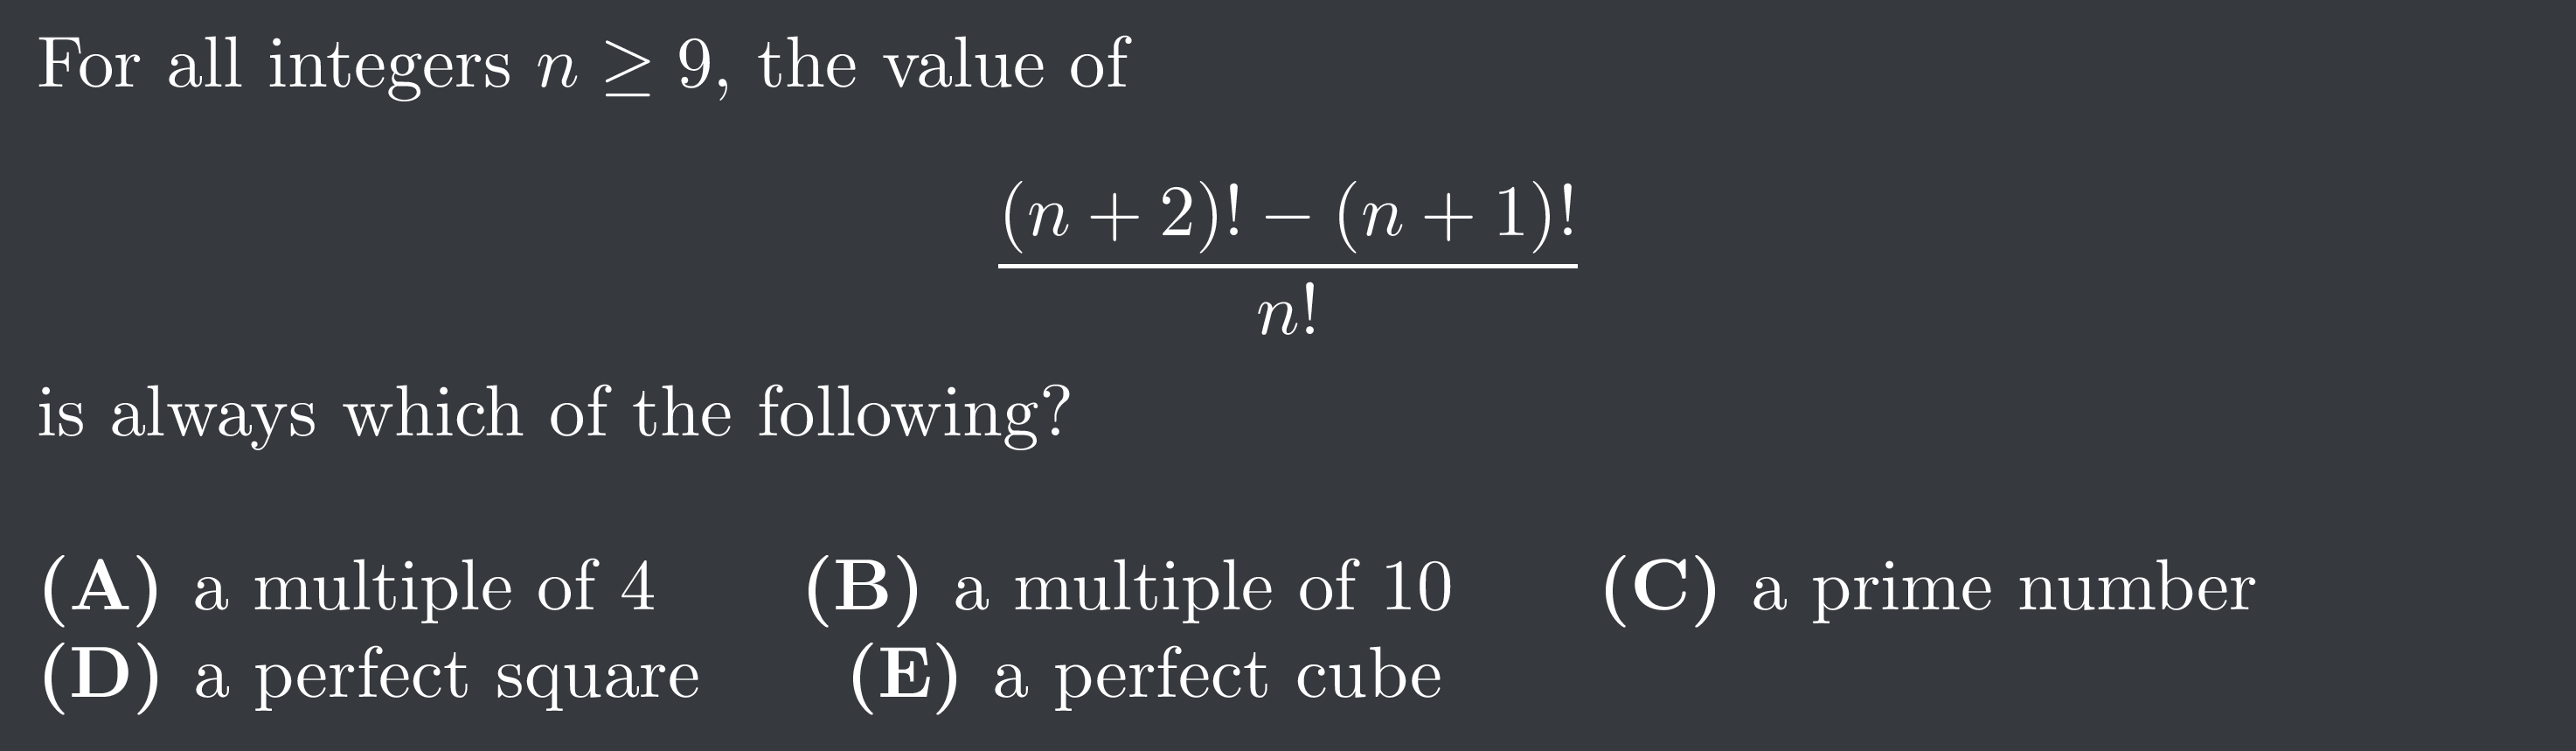 For all integers n ≥ 9, the value of
(n + 2)! − (n + 1)!
n!
is always which of the following?
(A) a multiple of 4 (B) a multiple of 10 (C) a prime number
(D) a perfect square (E) a perfect cube